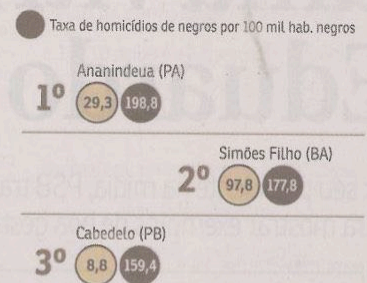 Taxa de homicídios de negros por 100 mil hab. negros
Ananindeua (PA)
1º 29,3 198,8
Simões Filho (BA)
2º 97,8 177,8
Cabedelo (PB)
3º 8,8 159,4